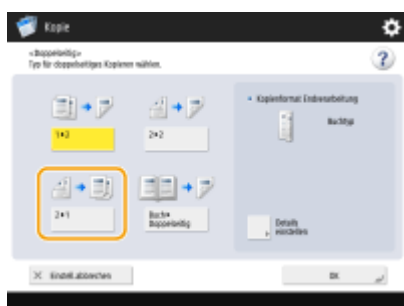 Kopie
<Doppelseitig>
Typ für doppelseitiges Kopieren wählen.
?
1▸2
2▸2
2▸1
Buch▸
Doppelseitig
• Kopienformat Endverarbeitung
Buchtyp
Details
einstellen
× Einstell. abbrechen
OK